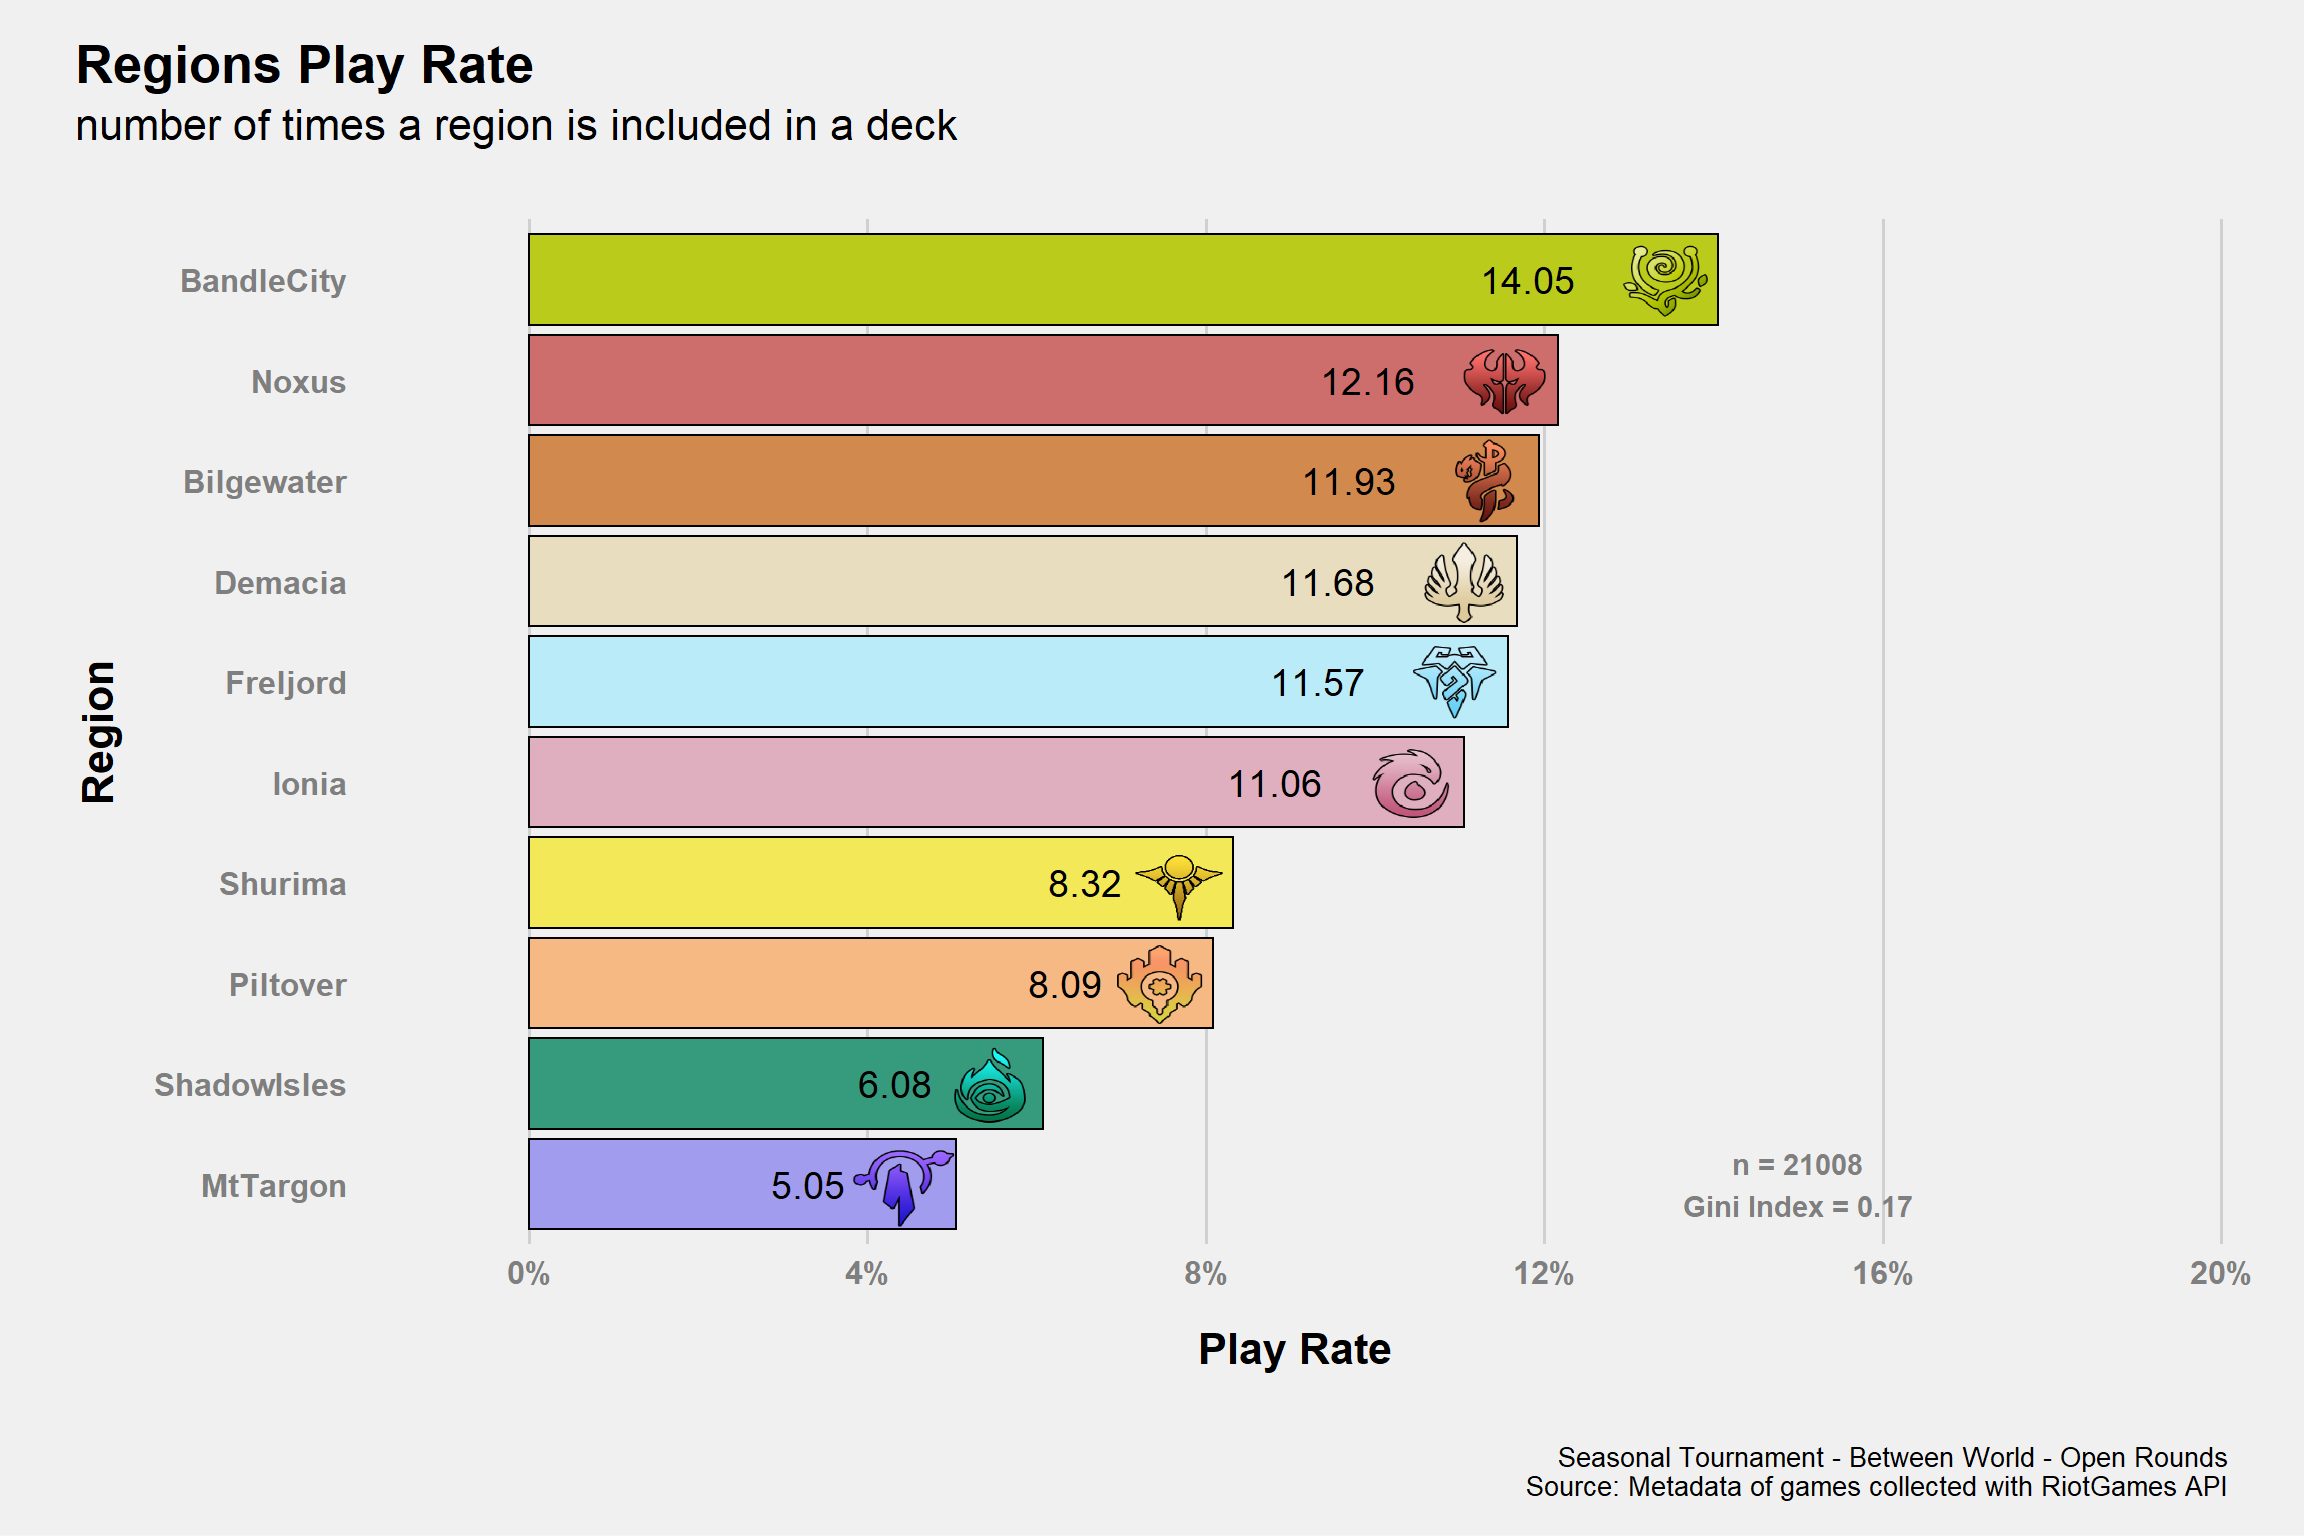 Regions Play Rate
number of times a region is included in a deck
Region
BandleCity
14.05
Noxus
12.16
Bilgewater
11.93
Demacia
11.68
Freljord
11.57
Ionia
11.06
Shurima
8.32
Piltover
8.09
ShadowIsles
6.08
MtTargon
5.05
n = 21008
Gini Index = 0.17
0% 4% 8% 12% 16% 20%
Play Rate
Seasonal Tournament - Between World - Open Rounds
Source: Metadata of games collected with RiotGames API